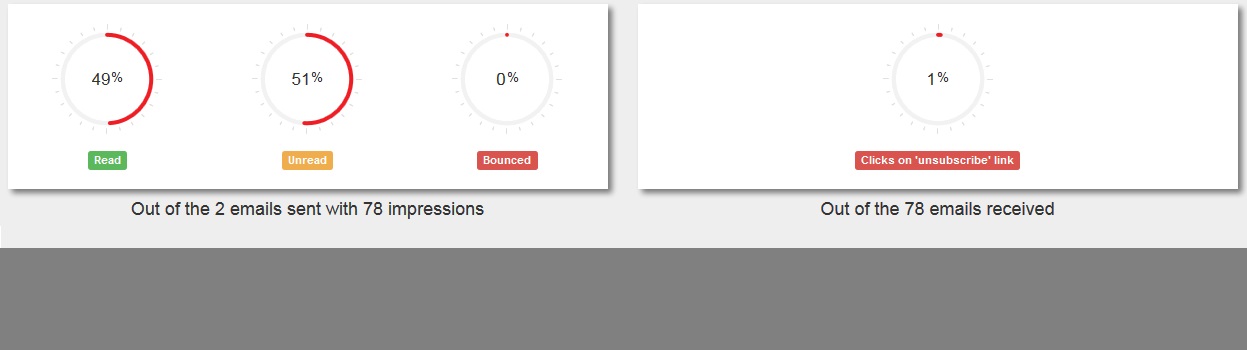 49% 51% 0%
Read Unread Bounced
Out of the 2 emails sent with 78 impressions
1%
Clicks on 'unsubscribe' link
Out of the 78 emails received